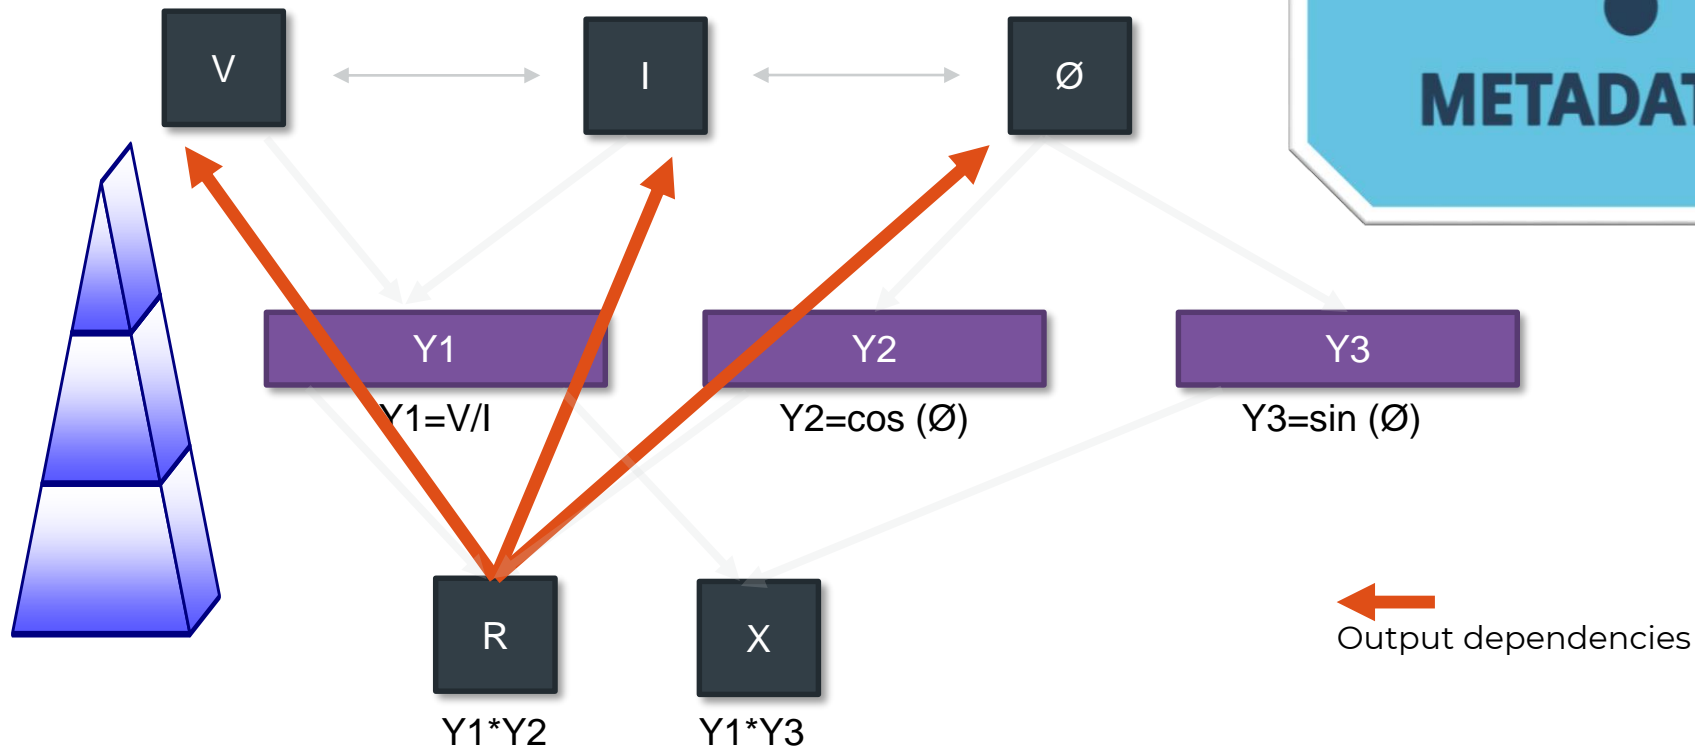 V
I
Ø
METADAT
Y1
Y2
Y3
Y1=V/I
Y2=cos (Ø)
Y3=sin (Ø)
R
X
Output dependencies
Y1*Y2
Y1*Y3